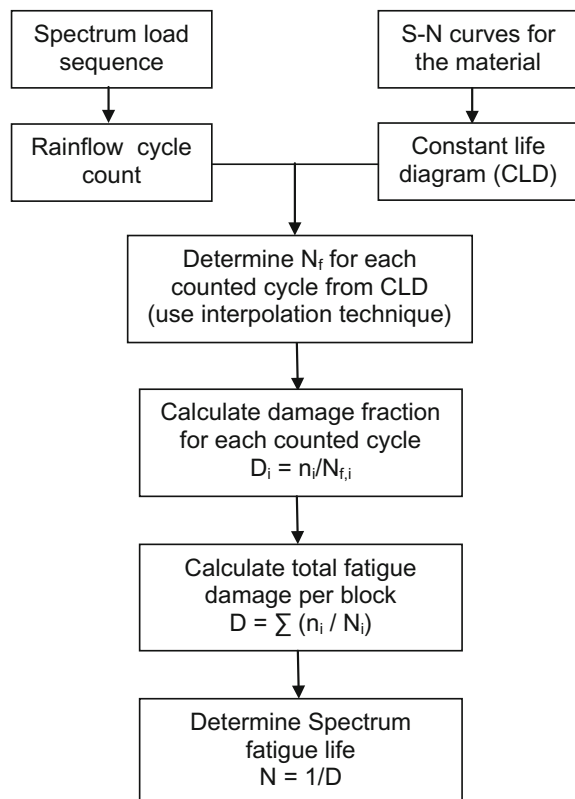 Spectrum load
sequence
S-N curves for
the material
Rainflow cycle
count
Constant life
diagram (CLD)
Determine Nf for each
counted cycle from CLD
(use interpolation technique)
Calculate damage fraction
for each counted cycle
Di = ni/Nf,i
Calculate total fatigue
damage per block
D = ∑ (ni / Ni)
Determine Spectrum
fatigue life
N = 1/D